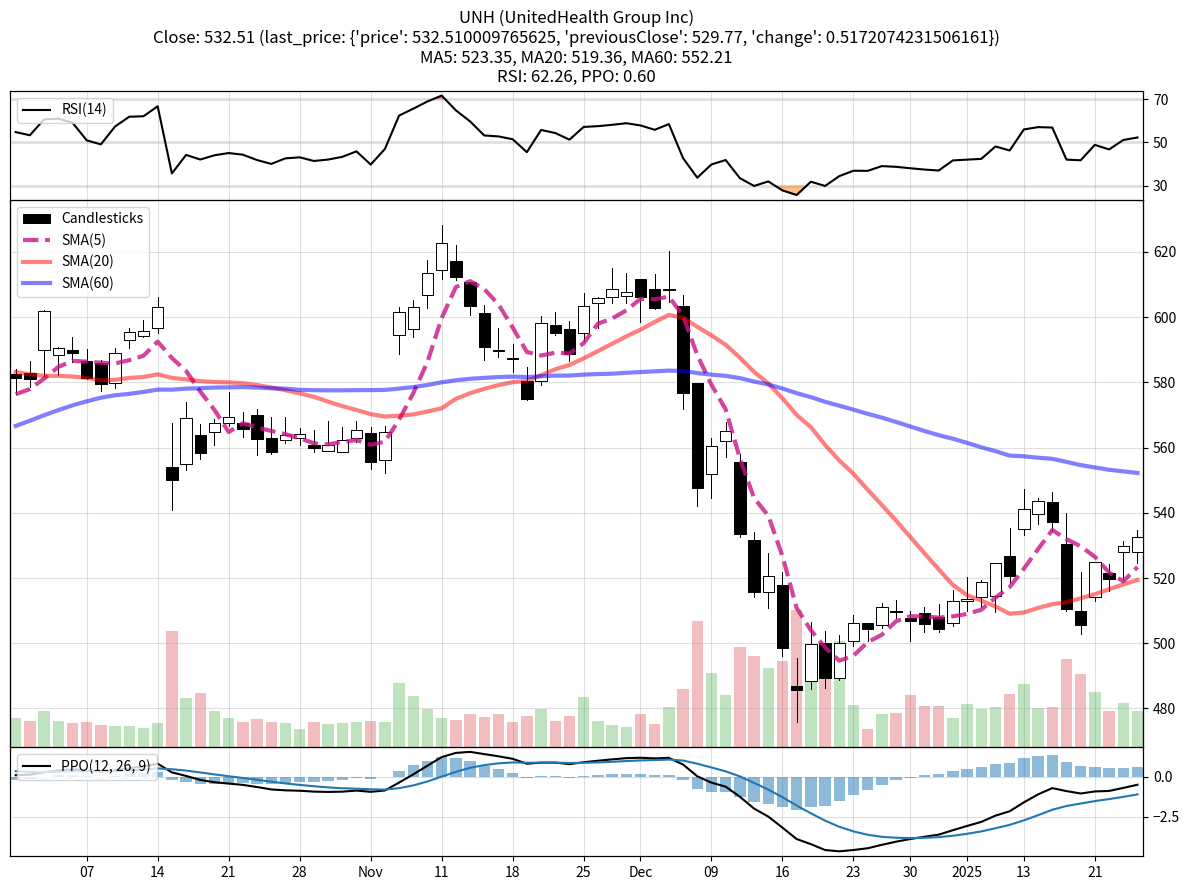 UNH (UnitedHealth Group Inc)
Close: 532.51 (last_price: {'price': 532.510009765625, 'previousClose': 529.77, 'change': 0.5172074231506161})
MA5: 523.35, MA20: 519.36, MA60: 552.21
RSI: 62.26, PPO: 0.60
RSI(14)
70
50
30
Candlesticks
SMA(5)
SMA(20)
SMA(60)
620
600
580
560
540
520
500
480
PPO(12, 26, 9)
0.0
−2.5
07 14 21 28 Nov 11 18 25 Dec 09 16 23 30 2025 13 21